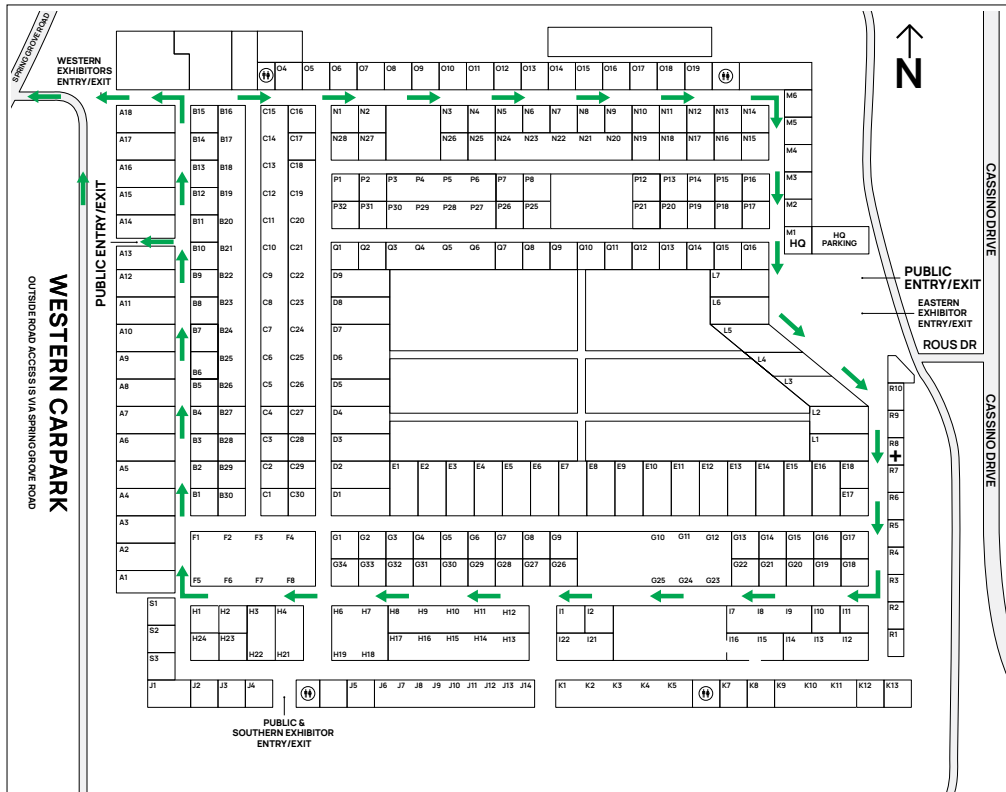 SPRING GROVE ROAD
WESTERN
EXHIBITORS
ENTRY/EXIT
O4 O5 O6 O7 O8 O9 O10 O11 O12 O13 O14 O15 O16 O17 O18 O19
N
M6
M5
M4
M3
M2
M1
HQ
HQ
PARKING
A18
A17
A16
A15
A14
A13
A12
A11
A10
A9
A8
A7
A6
A5
A4
A3
A2
A1
B15 B16
B14 B17
B13 B18
B12 B19
B11 B20
B10 B21
B9 B22
B8 B23
B7 B24
B6 B25
B5 B26
B4 B27
B3 B28
B2 B29
B1 B30
C15 C16
C14 C17
C13 C18
C12 C19
C11 C20
C10 C21
C9 C22
C8 C23
C7 C24
C6 C25
C5 C26
C4 C27
C3 C28
C2 C29
C1 C30
N1 N2 N3 N4 N5 N6 N7 N8 N9 N10 N11 N12 N13 N14
N28 N27 N26 N25 N24 N23 N22 N21 N20 N19 N18 N17 N16 N15
P1 P2 P3 P4 P5 P6 P7 P8 P12 P13 P14 P15 P16
P32 P31 P30 P29 P28 P27 P26 P25 P21 P20 P19 P18 P17
Q1 Q2 Q3 Q4 Q5 Q6 Q7 Q8 Q9 Q10 Q11 Q12 Q13 Q14 Q15 Q16
D9
D8
D7
D6
D5
D4
D3
D2
D1
L7
L6
L5
L4
L3
L2
L1
E1 E2 E3 E4 E5 E6 E7 E8 E9 E10 E11 E12 E13 E14 E15 E16 E18
E17
PUBLIC ENTRY/EXIT
WESTERN CARPARK
OUTSIDE ROAD ACCESS IS VIA SPRING GROVE ROAD
PUBLIC
ENTRY/EXIT
EASTERN
EXHIBITOR
ENTRY/EXIT
ROUS DR
CASSINO DRIVE
CASSINO DRIVE
R10
R9
R8
R7
R6
R5
R4
R3
R2
R1
F1 F2 F3 F4
F5 F6 F7 F8
G1 G2 G3 G4 G5 G6 G7 G8 G9 G10 G11 G12 G13 G14 G15 G16 G17
G34 G33 G32 G31 G30 G29 G28 G27 G26 G25 G24 G23 G22 G21 G20 G19 G18
S1
S2
S3
H1 H2 H3 H4 H6 H7 H8 H9 H10 H11 H12
H24 H23 H22 H21 H19 H18 H17 H16 H15 H14 H13
I1 I2 I7 I8 I9 I10 I11
I22 I21 I16 I15 I14 I13 I12
J1 J2 J3 J4 J5 J6 J7 J8 J9 J10 J11 J12 J13 J14
K1 K2 K3 K4 K5 K7 K8 K9 K10 K11 K12 K13
PUBLIC &
SOUTHERN EXHIBITOR
ENTRY/EXIT